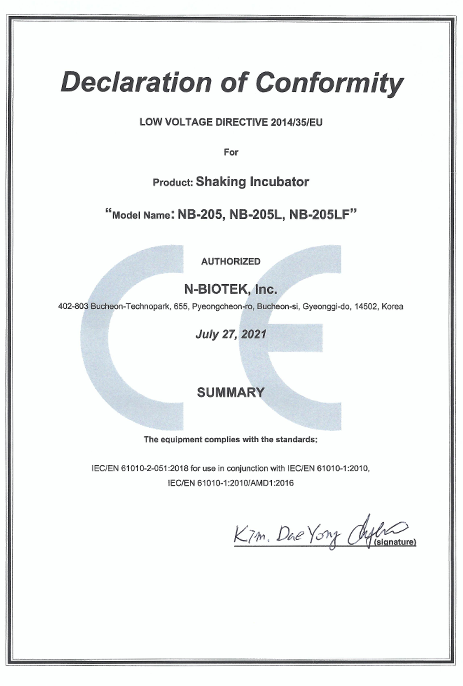 Declaration of Conformity
LOW VOLTAGE DIRECTIVE 2014/35/EU
For
Product: Shaking Incubator
“Model Name: NB-205, NB-205L, NB-205LF”
CE
AUTHORIZED
N-BIOTEK, Inc.
402-803 Bucheon-Technopark, 655, Pyeongcheon-ro, Bucheon-si, Gyeonggi-do, 14502, Korea
July 27, 2021
SUMMARY
The equipment complies with the standards;
IEC/EN 61010-2-051:2018 for use in conjunction with IEC/EN 61010-1:2010,
IEC/EN 61010-1:2010/AMD1:2016
Kim. Dae Yong
(signature)